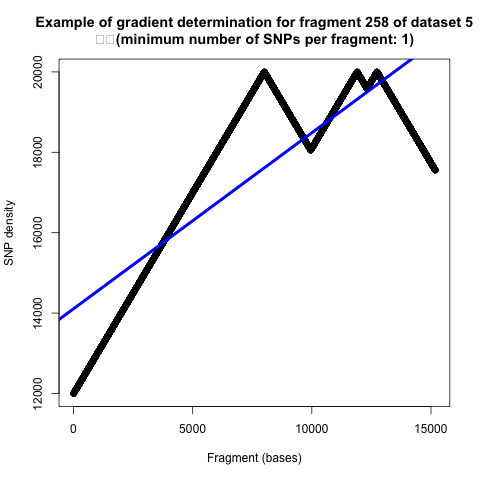 Example of gradient determination for fragment 258 of dataset 5
(minimum number of SNPs per fragment: 1)
20000
18000
16000
14000
12000
SNP density
0 5000 10000 15000
Fragment (bases)